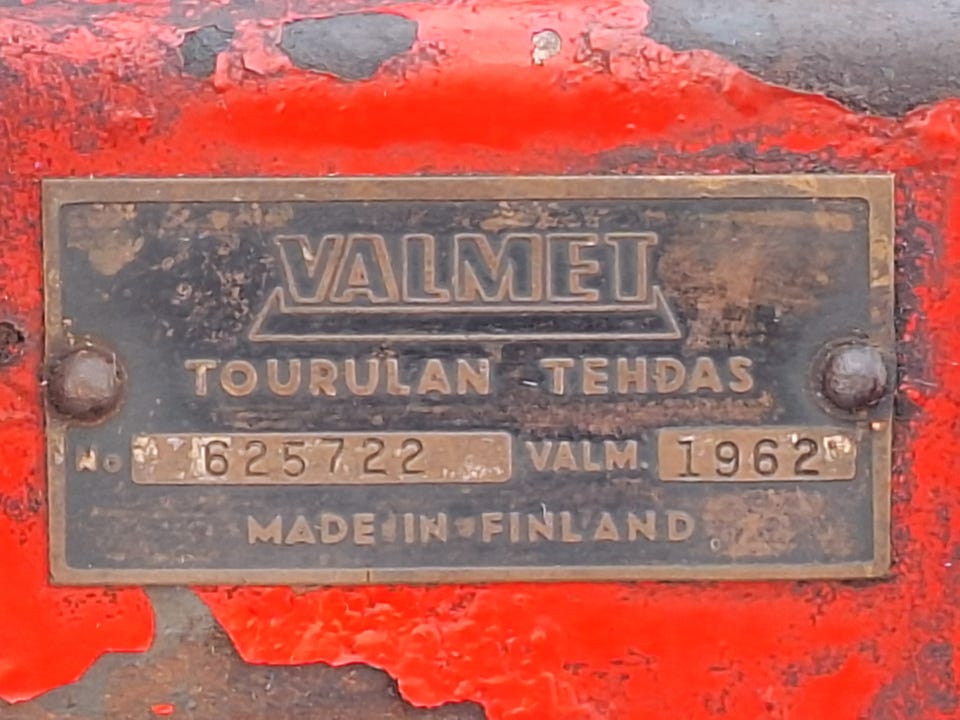 VALMET
TOURULAN TEHDAS
No 625722 VALM. 1962
MADE IN FINLAND